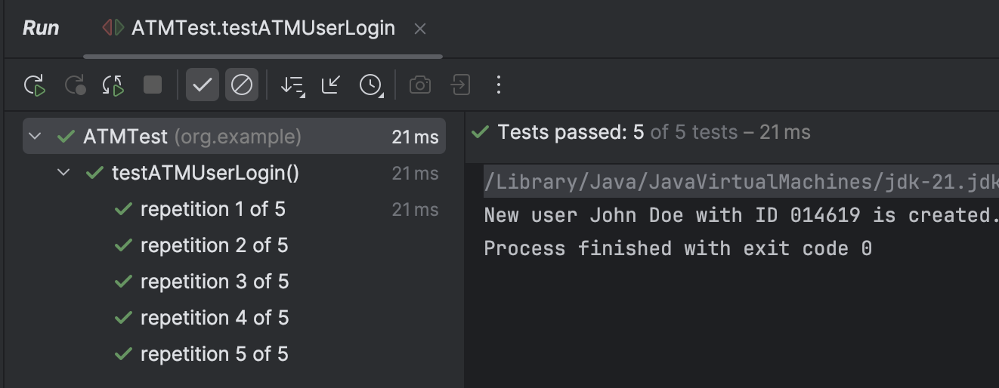 Run ATMTest.testATMUserLogin
ATMTest (org.example) 21 ms
testATMUserLogin() 21 ms
repetition 1 of 5 21 ms
repetition 2 of 5
repetition 3 of 5
repetition 4 of 5
repetition 5 of 5
Tests passed: 5 of 5 tests – 21 ms
/Library/Java/JavaVirtualMachines/jdk-21.jdk
New user John Doe with ID 014619 is created.
Process finished with exit code 0